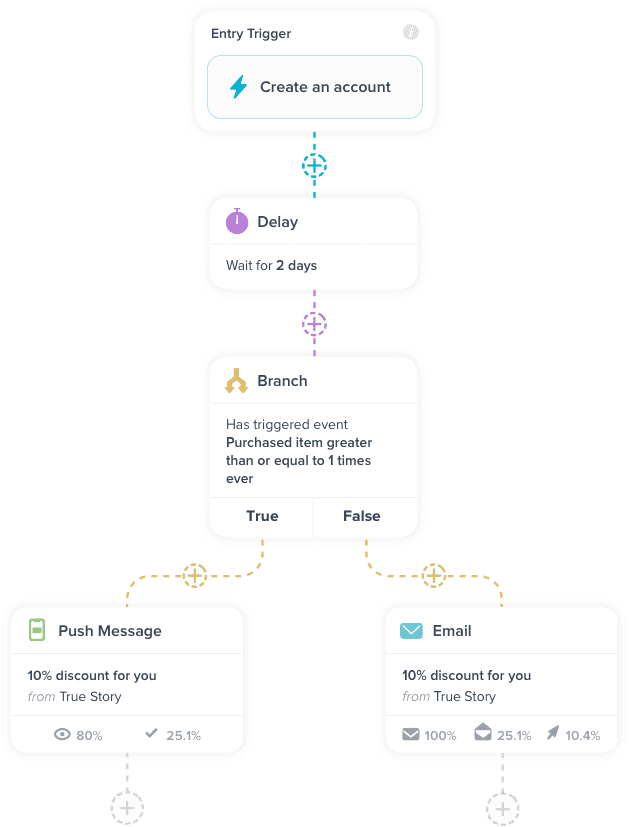 Entry Trigger
Create an account
Delay
Wait for 2 days
Branch
Has triggered event
Purchased item greater
than or equal to 1 times
ever
True
False
Push Message
10% discount for you
from True Story
80%
25.1%
Email
10% discount for you
from True Story
100%
25.1%
10.4%